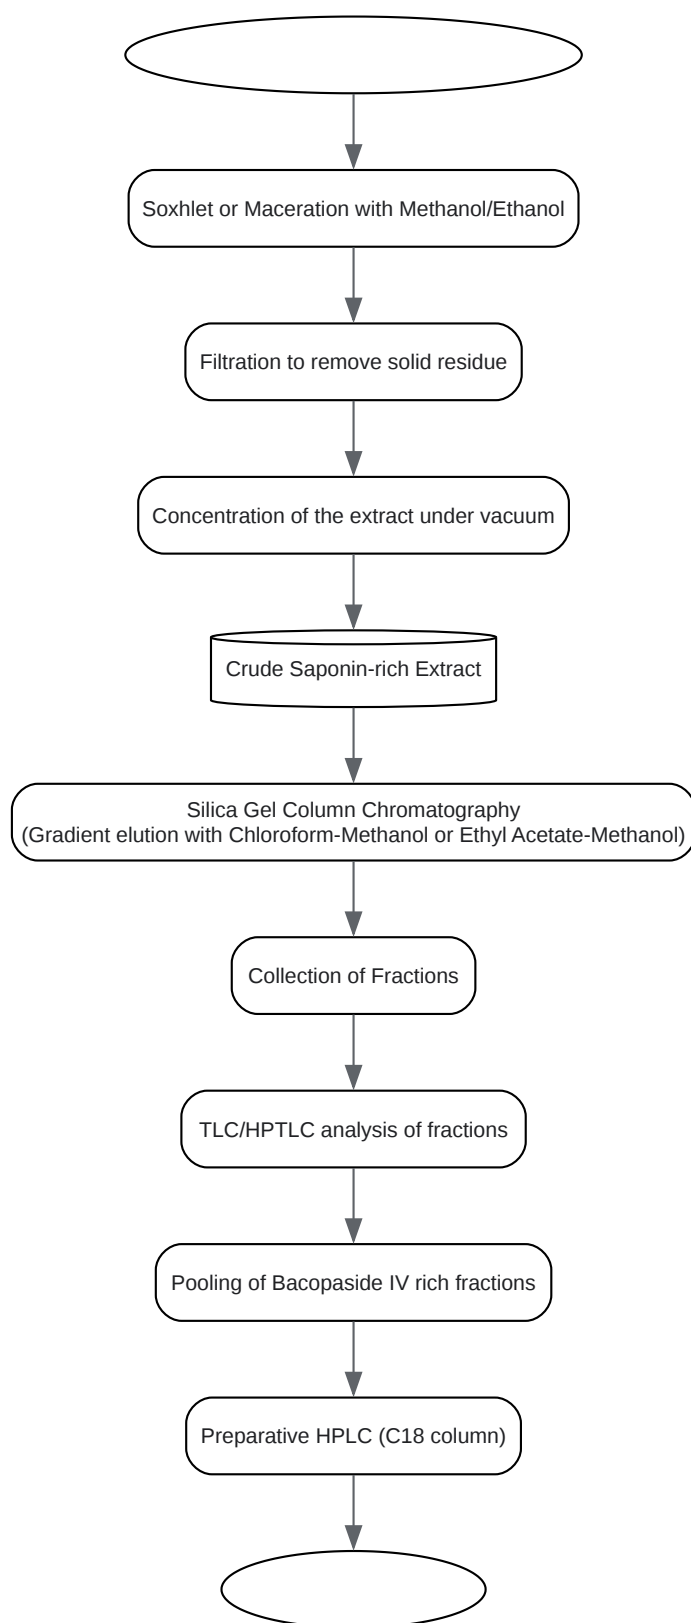 Soxhlet or Maceration with Methanol/Ethanol
Filtration to remove solid residue
Concentration of the extract under vacuum
Crude Saponin-rich Extract
Silica Gel Column Chromatography
(Gradient elution with Chloroform-Methanol or Ethyl Acetate-Methanol)
Collection of Fractions
TLC/HPTLC analysis of fractions
Pooling of Bacopaside IV rich fractions
Preparative HPLC (C18 column)